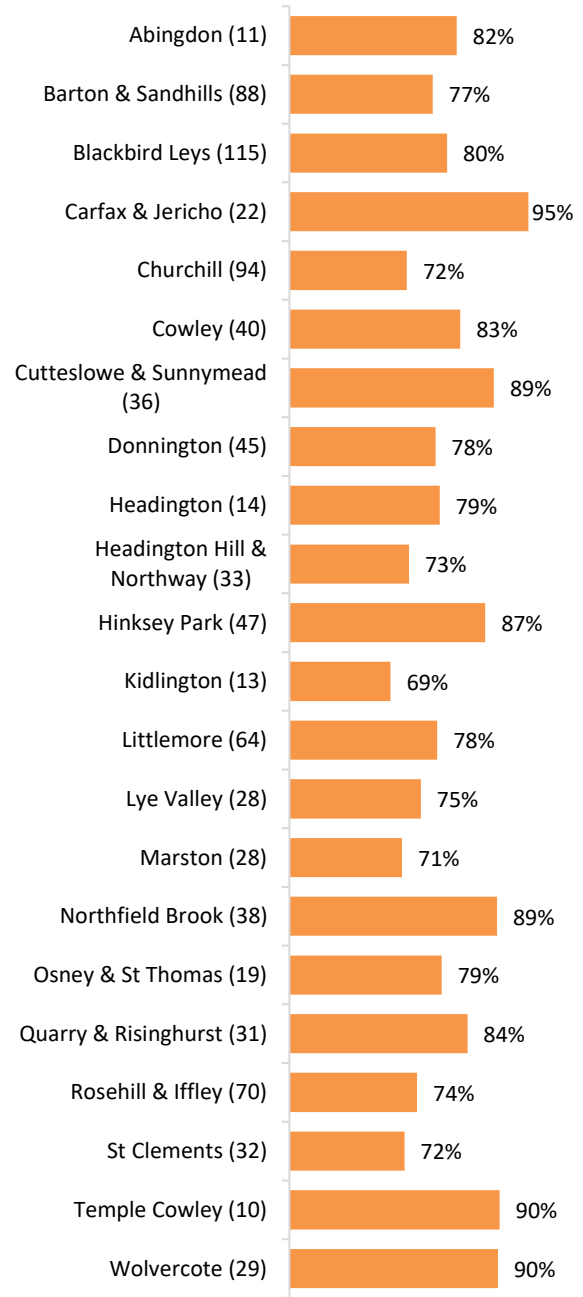 Abingdon (11) 82%
Barton & Sandhills (88) 77%
Blackbird Leys (115) 80%
Carfax & Jericho (22) 95%
Churchill (94) 72%
Cowley (40) 83%
Cutteslowe & Sunnymead
(36) 89%
Donnington (45) 78%
Headington (14) 79%
Headington Hill &
Northway (33) 73%
Hinksey Park (47) 87%
Kidlington (13) 69%
Littlemore (64) 78%
Lye Valley (28) 75%
Marston (28) 71%
Northfield Brook (38) 89%
Osney & St Thomas (19) 79%
Quarry & Risinghurst (31) 84%
Rosehill & Iffley (70) 74%
St Clements (32) 72%
Temple Cowley (10) 90%
Wolvercote (29) 90%